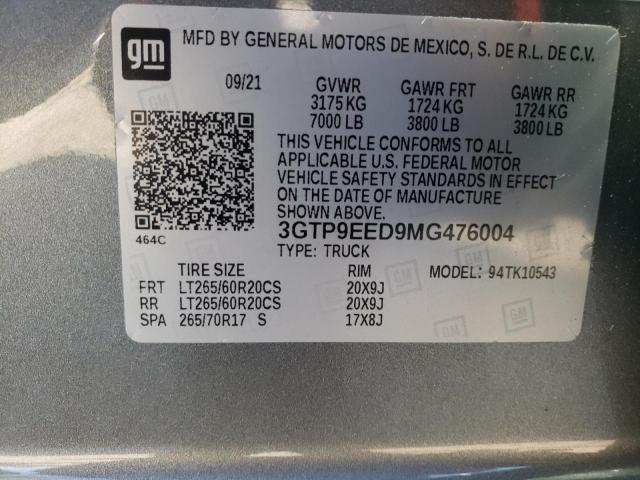 gm
MFD BY GENERAL MOTORS DE MEXICO, S. DE R.L. DE C.V.
09/21 GVWR GAWR FRT GAWR RR
3175 KG 1724 KG 1724 KG
7000 LB 3800 LB 3800 LB
THIS VEHICLE CONFORMS TO ALL
APPLICABLE U.S. FEDERAL MOTOR
VEHICLE SAFETY STANDARDS IN EFFECT
ON THE DATE OF MANUFACTURE
SHOWN ABOVE.
464C 3GTP9EED9MG476004
TYPE: TRUCK
TIRE SIZE RIM MODEL: 94TK10543
FRT LT265/60R20CS 20X9J
RR LT265/60R20CS 20X9J
SPA 265/70R17 S 17X8J